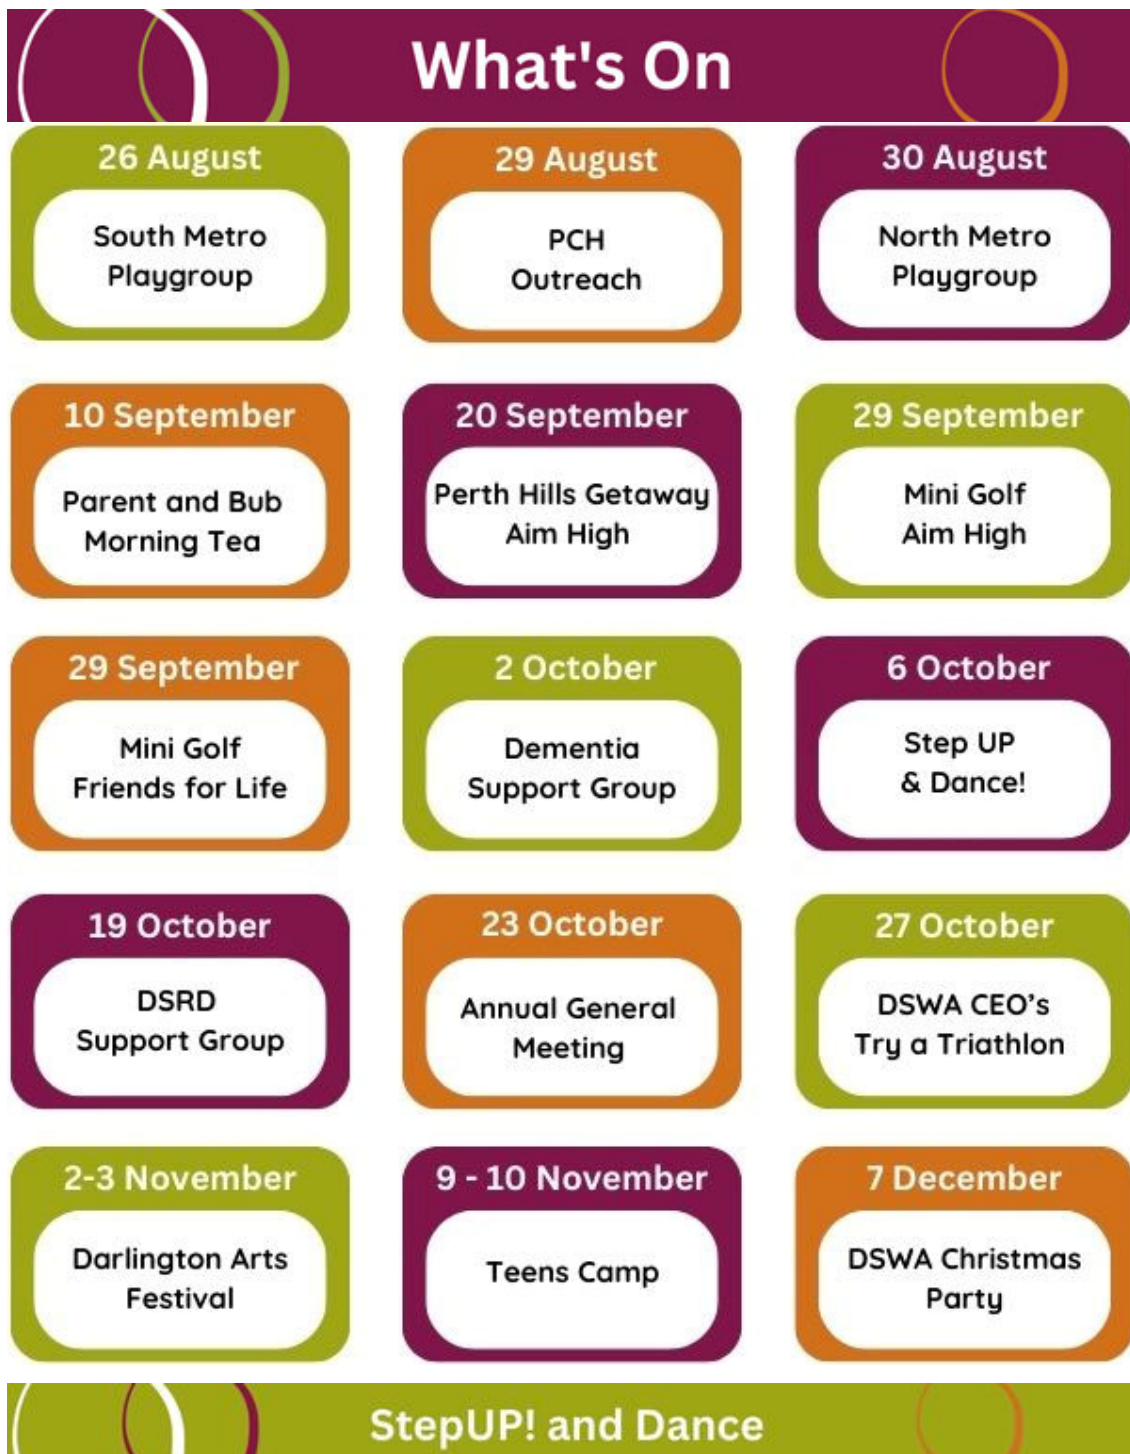 What's On
26 August
South Metro
Playgroup
29 August
PCH
Outreach
30 August
North Metro
Playgroup
10 September
Parent and Bub
Morning Tea
20 September
Perth Hills Getaway
Aim High
29 September
Mini Golf
Aim High
29 September
Mini Golf
Friends for Life
2 October
Dementia
Support Group
6 October
Step UP
& Dance!
19 October
DSRD
Support Group
23 October
Annual General
Meeting
27 October
DSWA CEO’s
Try a Triathlon
2-3 November
Darlington Arts
Festival
9 - 10 November
Teens Camp
7 December
DSWA Christmas
Party
StepUP! and Dance